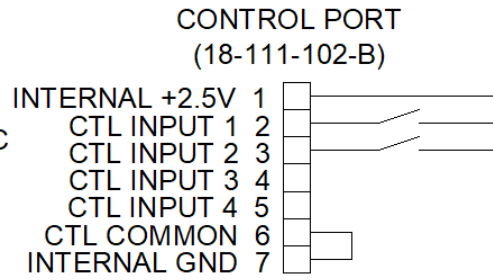 CONTROL PORT
(18-111-102-B)
INTERNAL +2.5V 1
C
CTL INPUT 1 2
CTL INPUT 2 3
CTL INPUT 3 4
CTL INPUT 4 5
CTL COMMON 6
INTERNAL GND 7